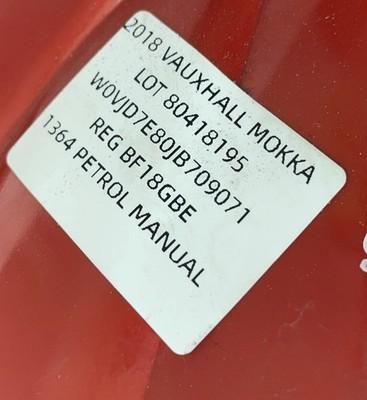 2018 VAUXHALL MOKKA
LOT 80418195
W0VJD7E80JB709071
REG BF18GBE
1364 PETROL MANUAL